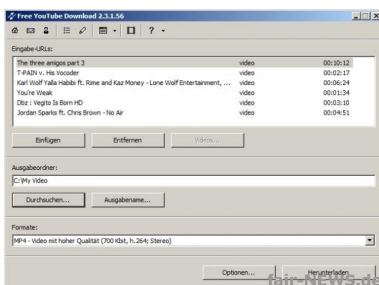 Free YouTube Download 2.3.1.56
Eingabe-URLs:
The three amigos part 3 video 00:10:12
T-PAIN v. His Vocoder video 00:02:17
Karl Wolf Yalla Habibi ft. Rime and Kaz Money - Lone Wolf Entertainment, ... video 00:06:24
You're Weak video 00:01:34
Dbz : Vegito Is Born HD video 00:03:10
Jordan Sparks ft. Chris Brown - No Air video 00:04:51
Einfügen Entfernen Videos...
Ausgabeordner:
C:\My Video
Durchsuchen... Ausgabename...
Formate:
MP4 - Video mit hoher Qualität (700 Kbit, h.264; Stereo)
Optionen... Herunterladen
fair-NEWS.de